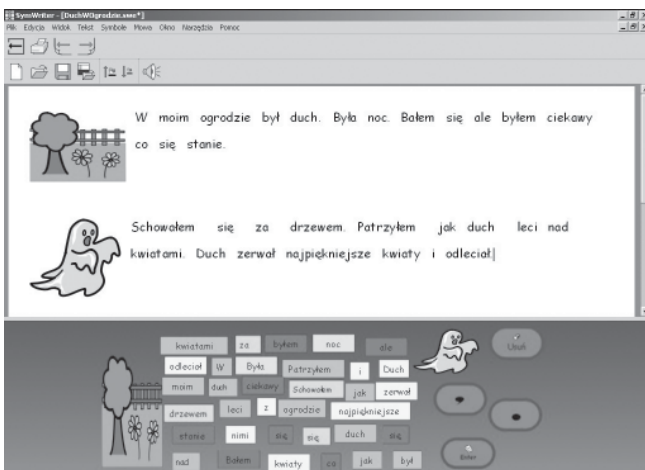 SymWriter - [DuchWOgrodzie.swx*]
Plik Edycja Widok Tekst Symbole Mowa Okno Narzędzia Pomoc
W moim ogrodzie był duch. Była noc. Bałem się ale byłem ciekawy
co się stanie.
Schowałem się za drzewem. Patrzyłem jak duch leci nad
kwiatami. Duch zerwał najpiękniejsze kwiaty i odleciał.
kwiatami za byłem noc ale
Usuń
odleciał W Była Patrzyłem i Duch
moim duch ciekawy Schowałem jak zerwał
, .
drzewem leci z ogrodzie najpiękniejsze
stanie nimi się się duch się
nad Bałem kwiaty co jak był
Enter